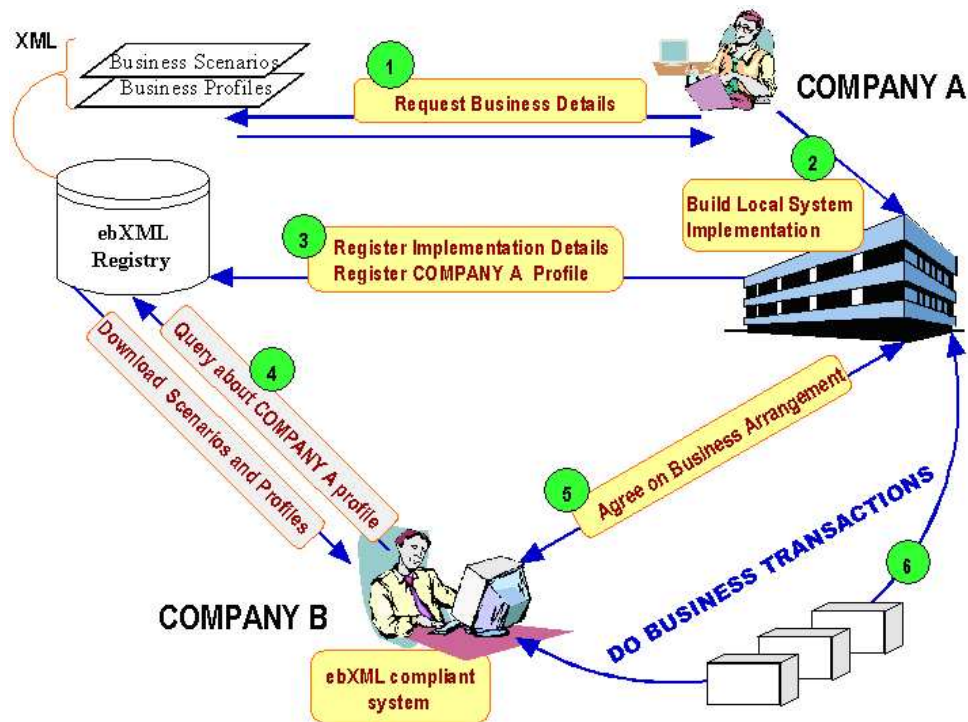 XML
Business Scenarios
Business Profiles
1
Request Business Details
COMPANY A
2
Build Local System
Implementation
ebXML
Registry
3
Register Implementation Details
Register COMPANY A Profile
4
Query about COMPANY A profile
Download Scenarios and Profiles
5
Agree on Business Arrangement
DO BUSINESS TRANSACTIONS
6
COMPANY B
ebXML compliant
system